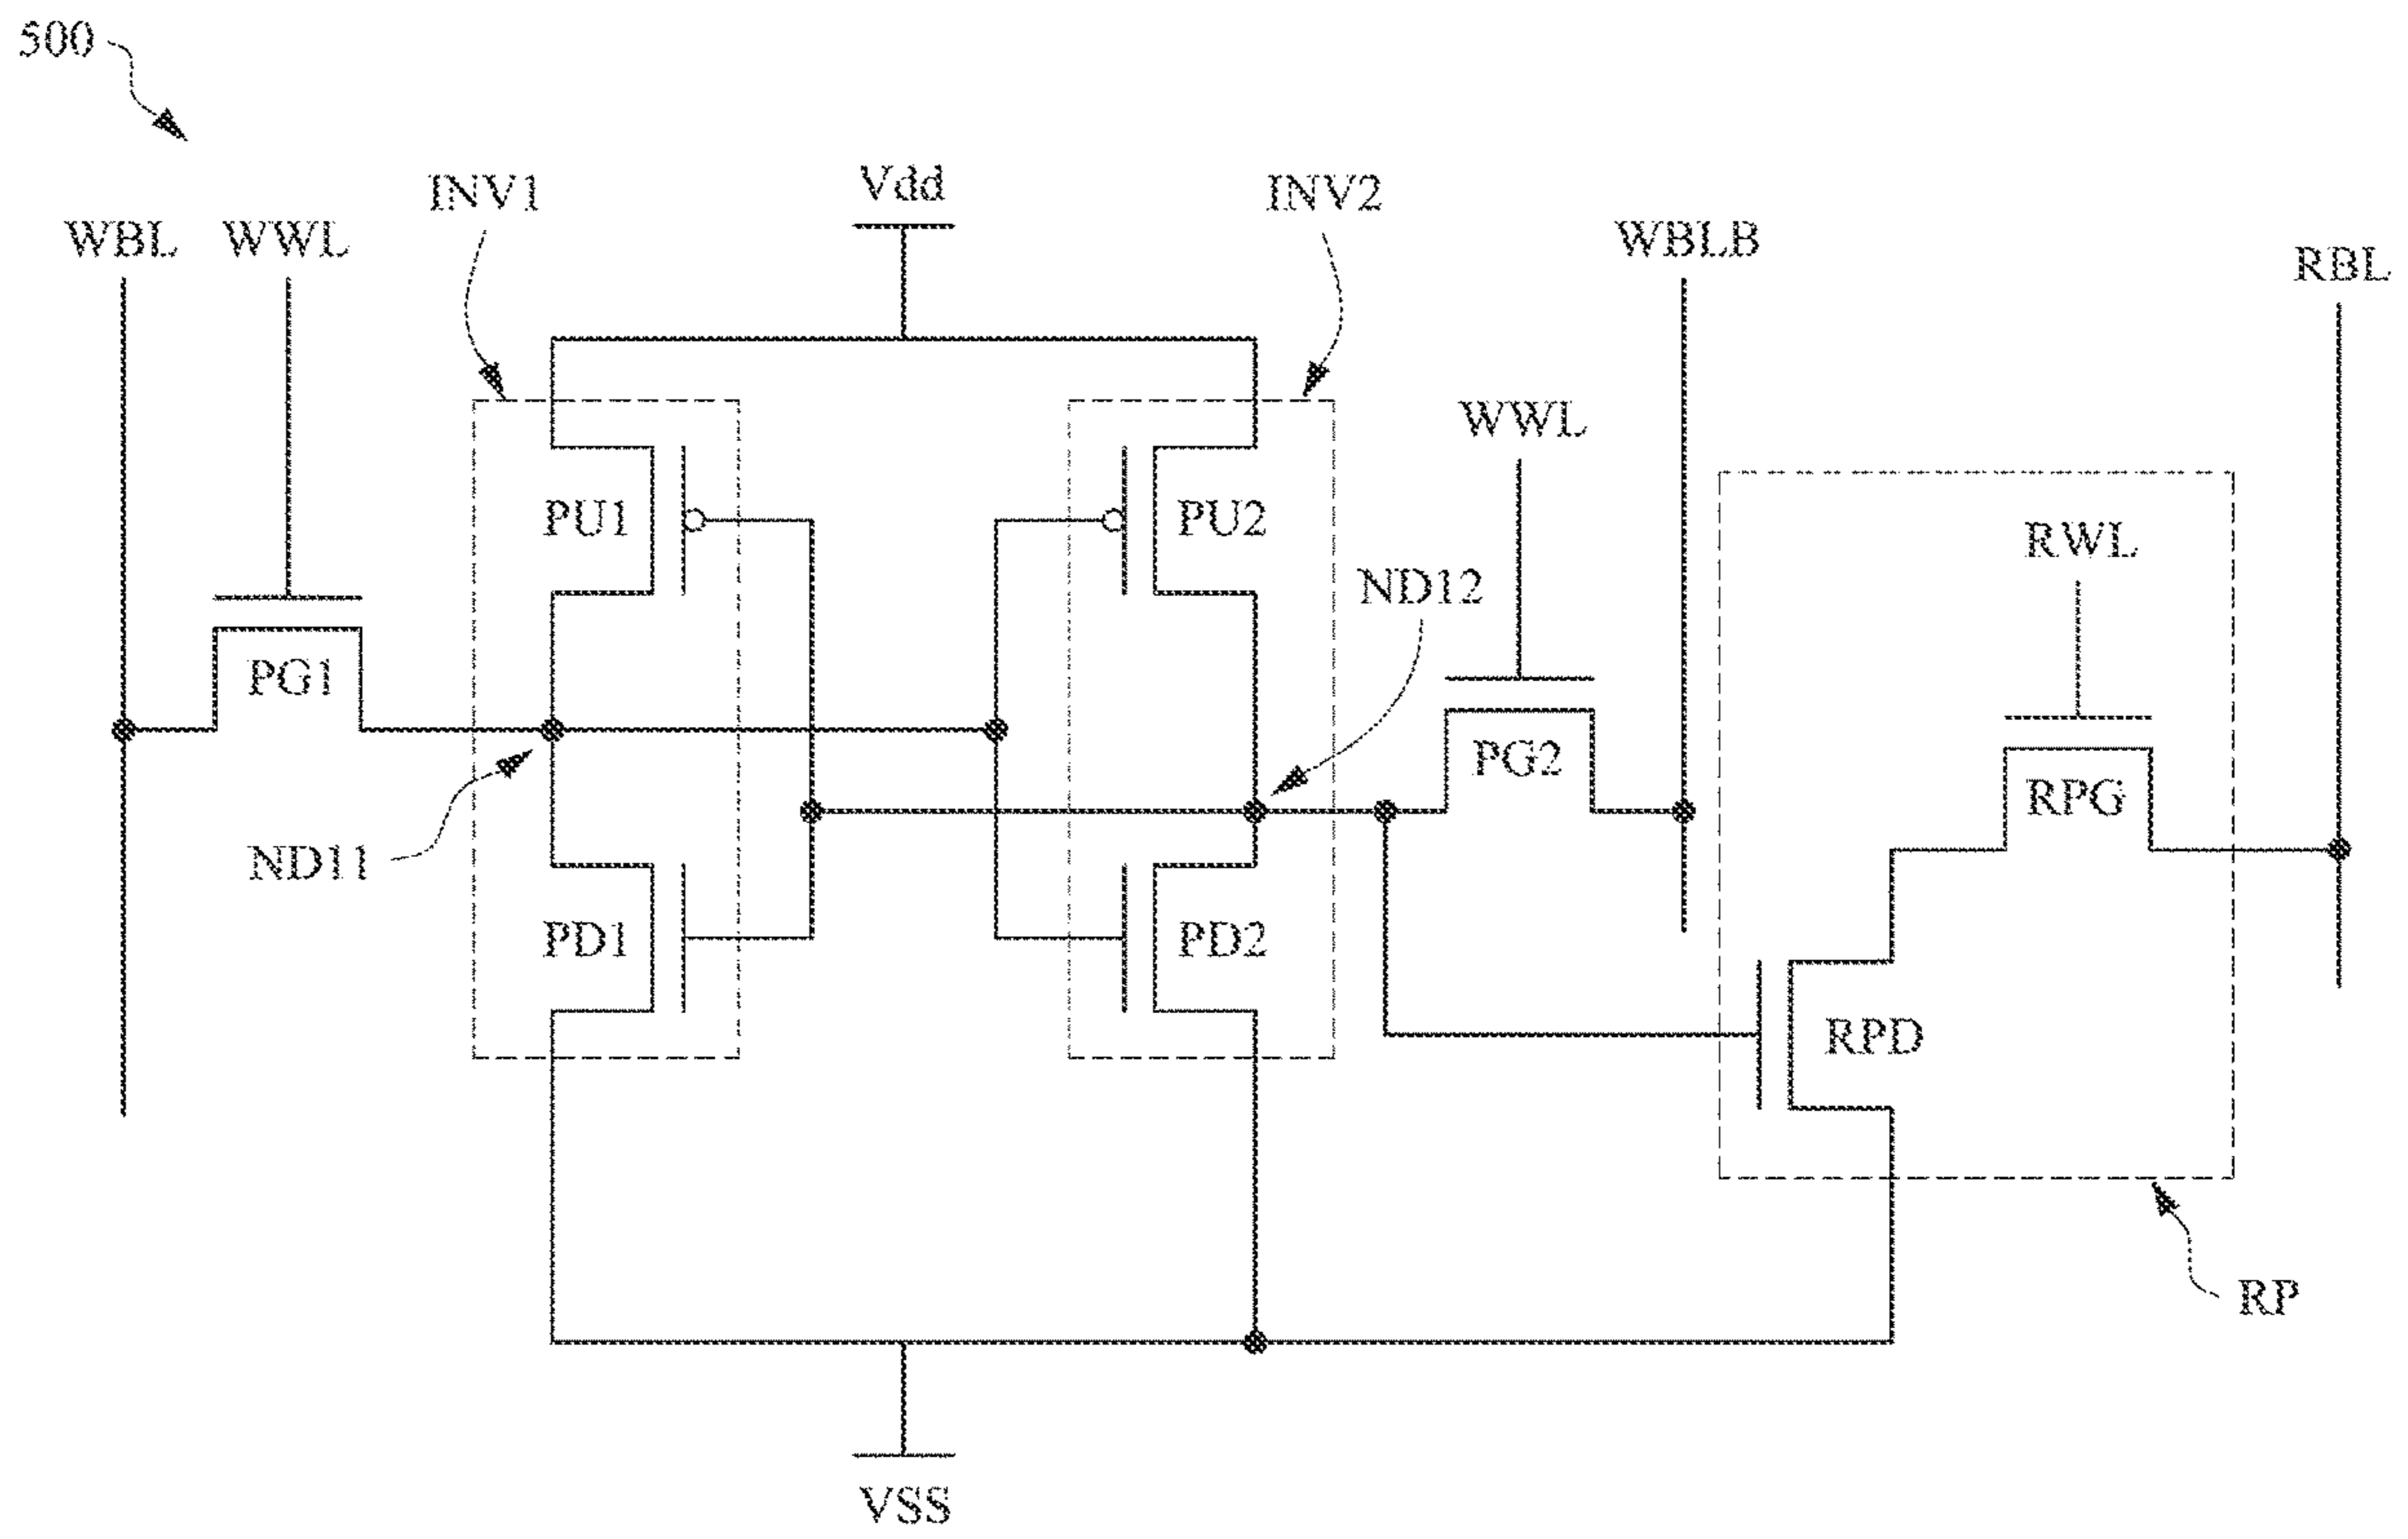 500
INV1
Vdd
INV2
WBL
WWL
WBLB
RBL
WWL
PU1
PU2
RWL
ND12
PG1
PG2
RPG
ND11
PD1
PD2
RPD
RP
VSS